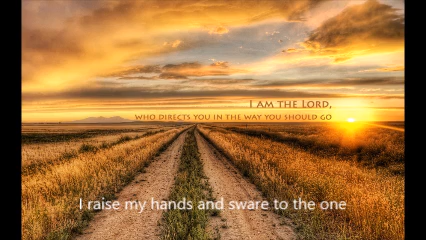 I AM THE LORD,
WHO DIRECTS YOU IN THE WAY YOU SHOULD GO
I raise my hands and sware to the one